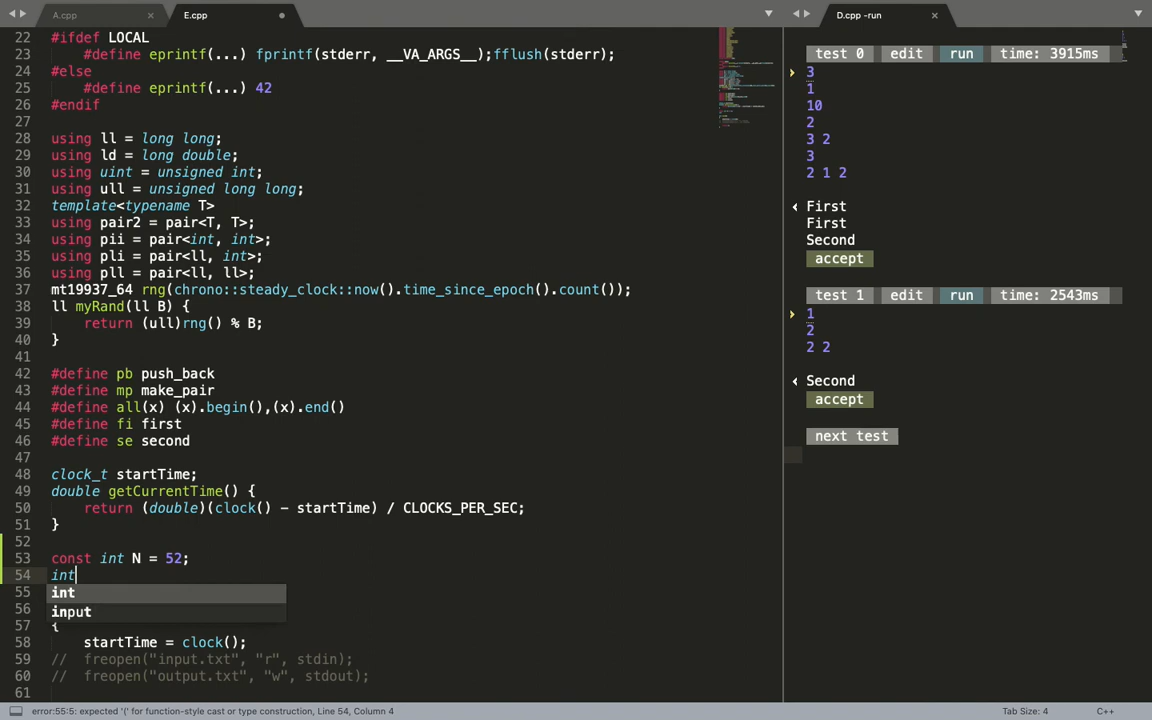 A.cpp
E.cpp
22 #ifdef LOCAL
23     #define eprintf(...) fprintf(stderr, __VA_ARGS__);fflush(stderr);
24 #else
25     #define eprintf(...) 42
26 #endif
27
28 using ll = long long;
29 using ld = long double;
30 using uint = unsigned int;
31 using ull = unsigned long long;
32 template<typename T>
33 using pair2 = pair<T, T>;
34 using pii = pair<int, int>;
35 using pli = pair<ll, int>;
36 using pll = pair<ll, ll>;
37 mt19937_64 rng(chrono::steady_clock::now().time_since_epoch().count());
38 ll myRand(ll B) {
39     return (ull)rng() % B;
40 }
41
42 #define pb push_back
43 #define mp make_pair
44 #define all(x) (x).begin(),(x).end()
45 #define fi first
46 #define se second
47
48 clock_t startTime;
49 double getCurrentTime() {
50     return (double)(clock() - startTime) / CLOCKS_PER_SEC;
51 }
52
53 const int N = 52;
54 int
55 int
56 input
57 {
58     startTime = clock();
59 //  freopen("input.txt", "r", stdin);
60 //  freopen("output.txt", "w", stdout);
61
D.cpp -run
test 0 edit run time: 3915ms
3
1
10
2
3 2
3
2 1 2
First
First
Second
accept
test 1 edit run time: 2543ms
1
2
2 2
Second
accept
next test
error:55:5: expected '(' for function-style cast or type construction, Line 54, Column 4
Tab Size: 4
C++